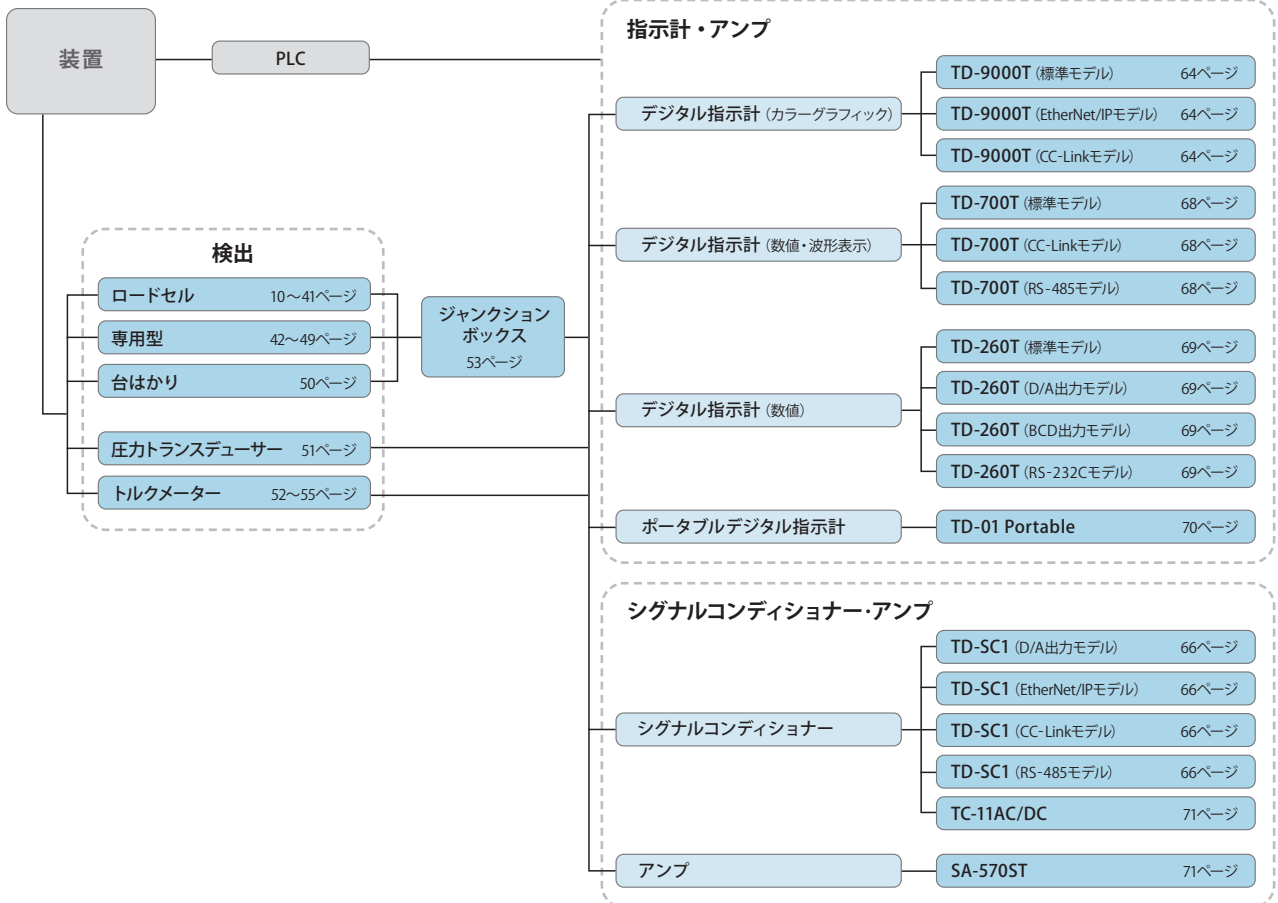 装置
PLC
検出
ロードセル 10〜41ページ
専用型 42〜49ページ
台はかり 50ページ
圧力トランスデューサー 51ページ
トルクメーター 52〜55ページ
ジャンクション
ボックス
53ページ
指示計・アンプ
デジタル指示計（カラーグラフィック）
TD-9000T（標準モデル） 64ページ
TD-9000T（EtherNet/IPモデル） 64ページ
TD-9000T（CC-Linkモデル） 64ページ
デジタル指示計（数値・波形表示）
TD-700T（標準モデル） 68ページ
TD-700T（CC-Linkモデル） 68ページ
TD-700T（RS-485モデル） 68ページ
デジタル指示計（数値）
TD-260T（標準モデル） 69ページ
TD-260T（D/A出力モデル） 69ページ
TD-260T（BCD出力モデル） 69ページ
TD-260T（RS-232Cモデル） 69ページ
ポータブルデジタル指示計
TD-01 Portable 70ページ
シグナルコンディショナー・アンプ
シグナルコンディショナー
TD-SC1（D/A出力モデル） 66ページ
TD-SC1（EtherNet/IPモデル） 66ページ
TD-SC1（CC-Linkモデル） 66ページ
TD-SC1（RS-485モデル） 66ページ
TC-11AC/DC 71ページ
アンプ
SA-570ST 71ページ